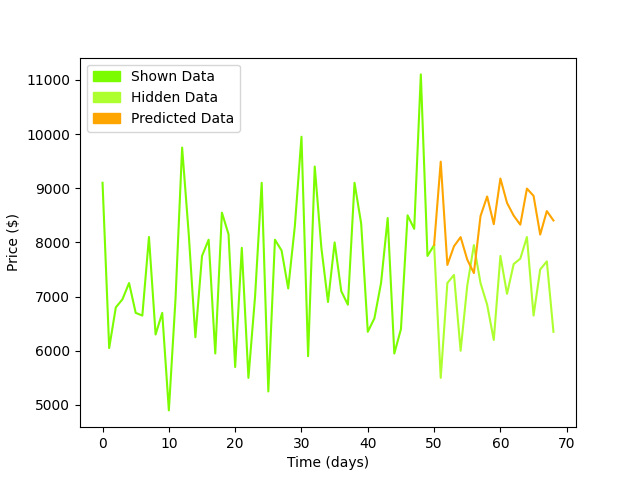 Shown Data
Hidden Data
Predicted Data
11000
10000
9000
8000
7000
6000
5000
Price ($)
0 10 20 30 40 50 60 70
Time (days)